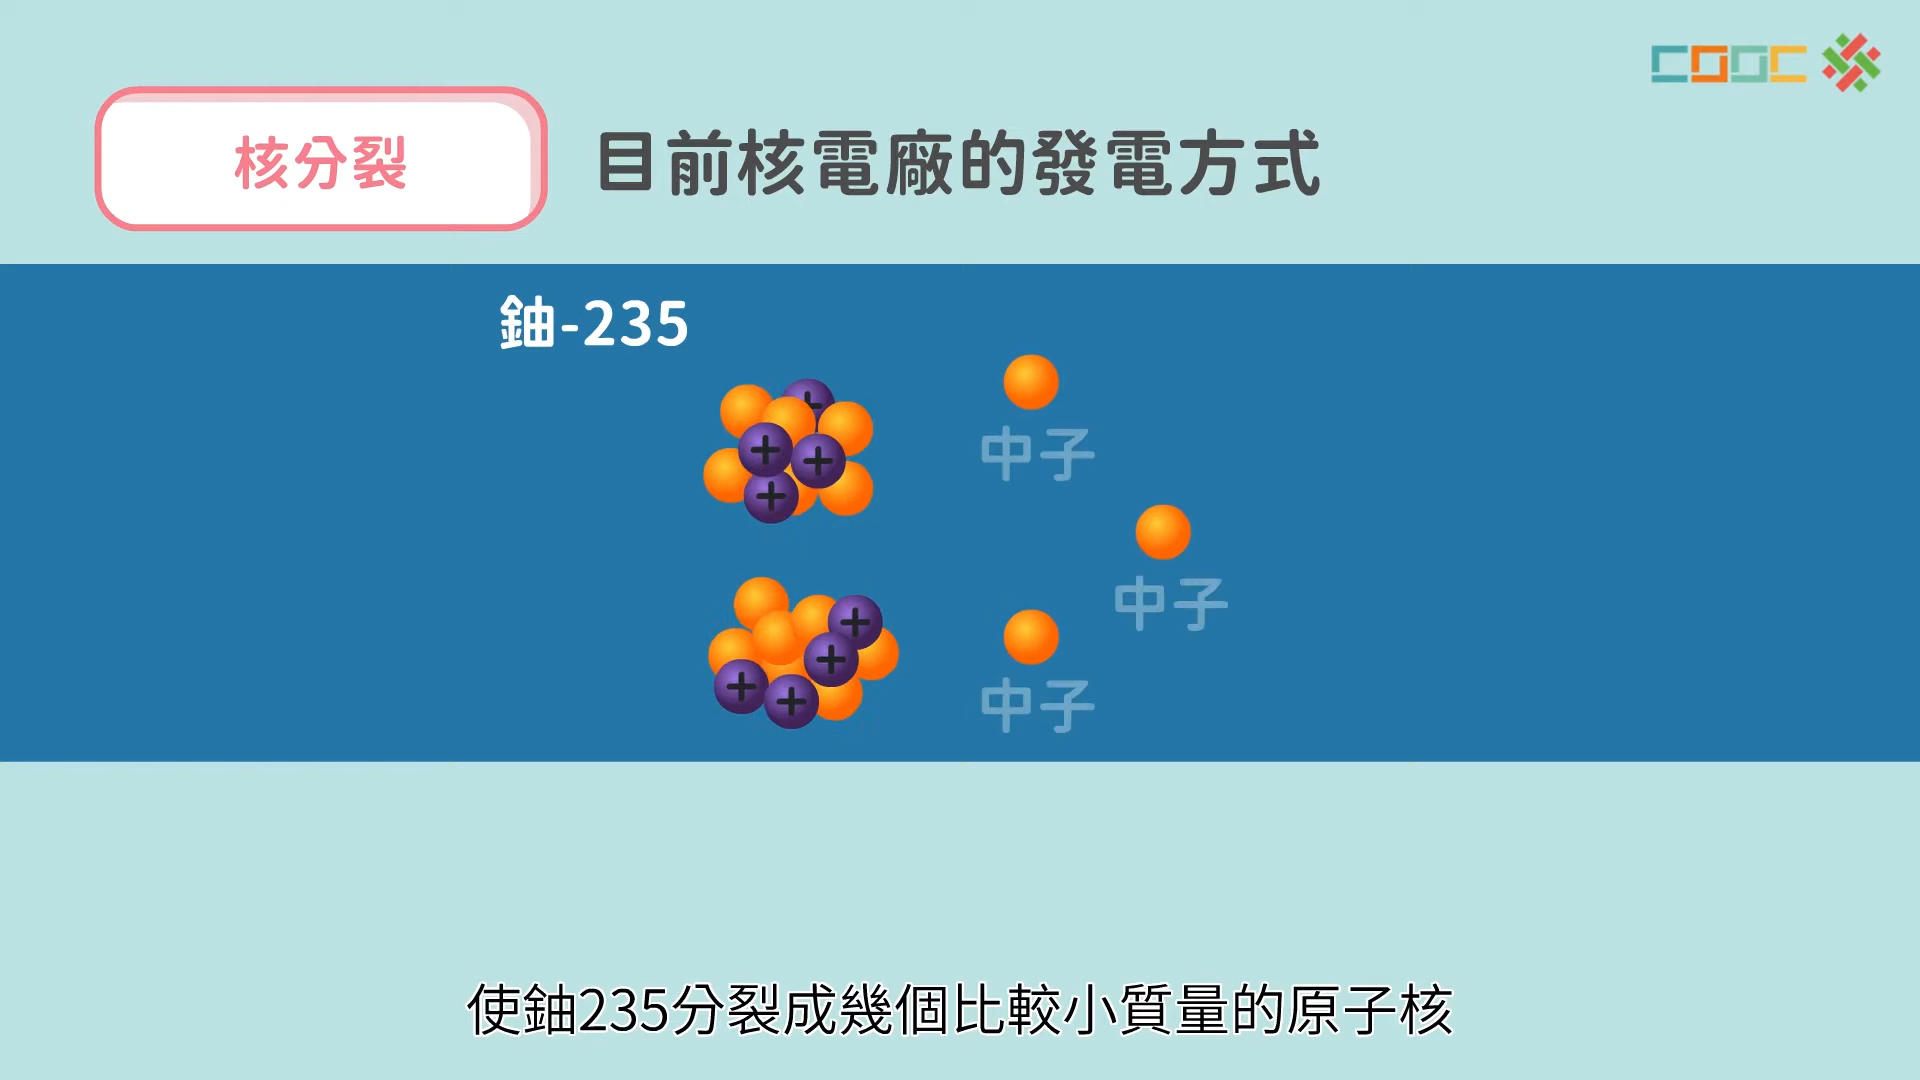 COOC
核分裂
目前核電廠的發電方式
鈾-235
中子
中子
中子
使鈾235分裂成幾個比較小質量的原子核